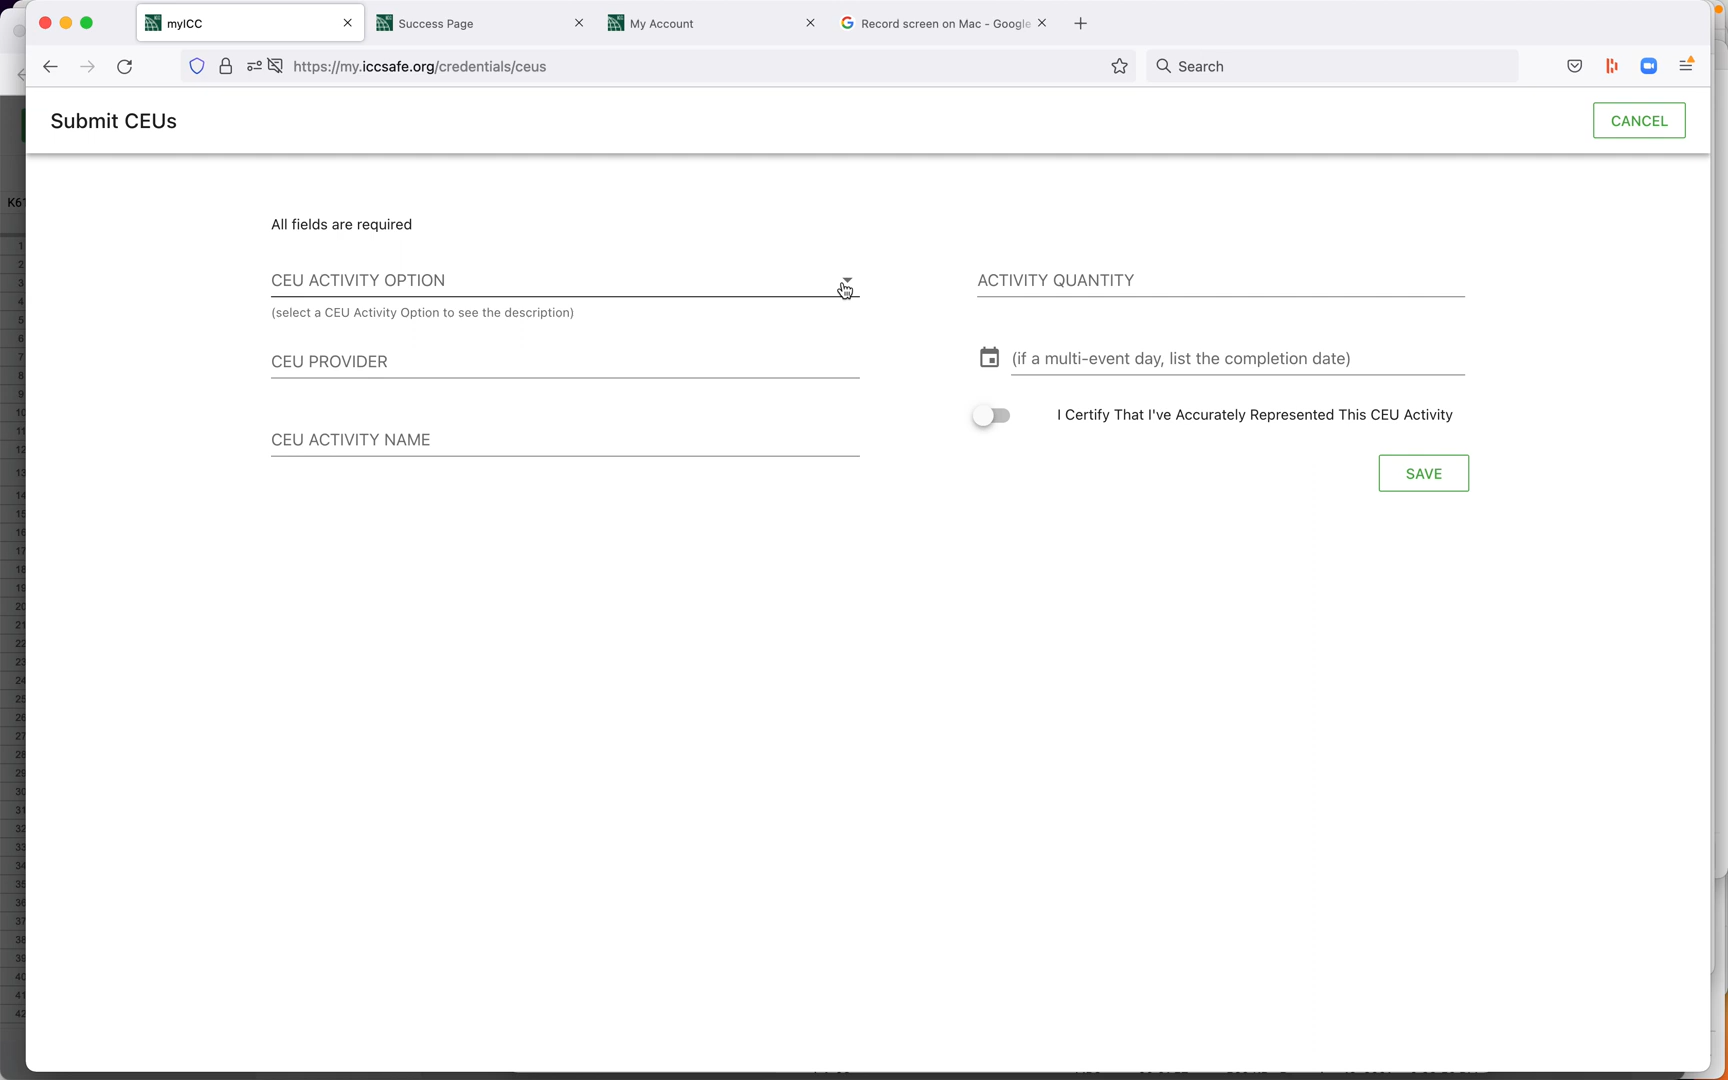 myICC
Success Page
My Account
Record screen on Mac - Google
https://my.iccsafe.org/credentials/ceus
Search
Submit CEUs
CANCEL
All fields are required
CEU ACTIVITY OPTION
(select a CEU Activity Option to see the description)
CEU PROVIDER
CEU ACTIVITY NAME
ACTIVITY QUANTITY
(if a multi-event day, list the completion date)
I Certify That I've Accurately Represented This CEU Activity
SAVE